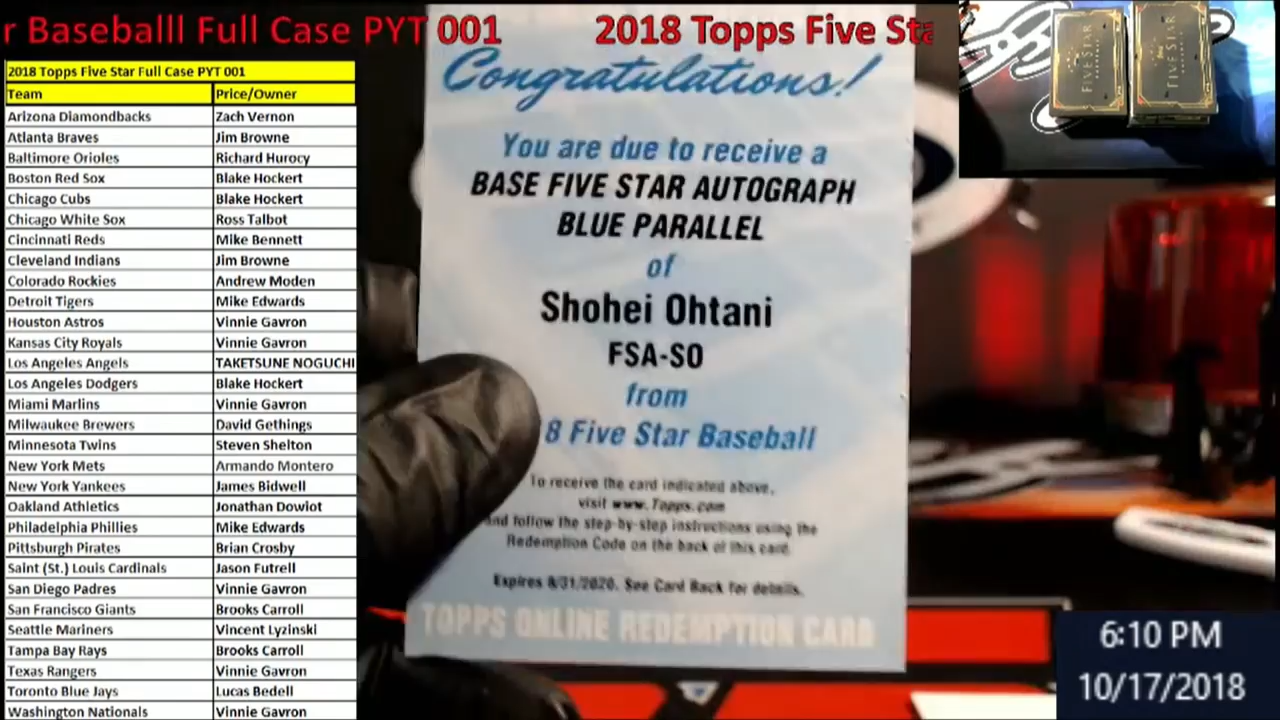 r Baseballl Full Case PYT 001 2018 Topps Five Sta
2018 Topps Five Star Full Case PYT 001
Team Price/Owner
Arizona Diamondbacks Zach Vernon
Atlanta Braves Jim Browne
Baltimore Orioles Richard Hurocy
Boston Red Sox Blake Hockert
Chicago Cubs Blake Hockert
Chicago White Sox Ross Talbot
Cincinnati Reds Mike Bennett
Cleveland Indians Jim Browne
Colorado Rockies Andrew Moden
Detroit Tigers Mike Edwards
Houston Astros Vinnie Gavron
Kansas City Royals Vinnie Gavron
Los Angeles Angels TAKETSUNE NOGUCHI
Los Angeles Dodgers Blake Hockert
Miami Marlins Vinnie Gavron
Milwaukee Brewers David Gethings
Minnesota Twins Steven Shelton
New York Mets Armando Montero
New York Yankees James Bidwell
Oakland Athletics Jonathan Dowiot
Philadelphia Phillies Mike Edwards
Pittsburgh Pirates Brian Crosby
Saint (St.) Louis Cardinals Jason Futrell
San Diego Padres Vinnie Gavron
San Francisco Giants Brooks Carroll
Seattle Mariners Vincent Lyzinski
Tampa Bay Rays Brooks Carroll
Texas Rangers Vinnie Gavron
Toronto Blue Jays Lucas Bedell
Washington Nationals Vinnie Gavron
Congratulations!
You are due to receive a
BASE FIVE STAR AUTOGRAPH
BLUE PARALLEL
of
Shohei Ohtani
FSA-SO
from
8 Five Star Baseball
To receive the card indicated above,
visit www.Topps.com
and follow the step-by-step instructions using the
Redemption Code on the back of this card.
Expires 8/31/2020. See Card Back for details.
TOPPS ONLINE REDEMPTION CARD
FIVE STAR
FIVE STAR
6:10 PM
10/17/2018